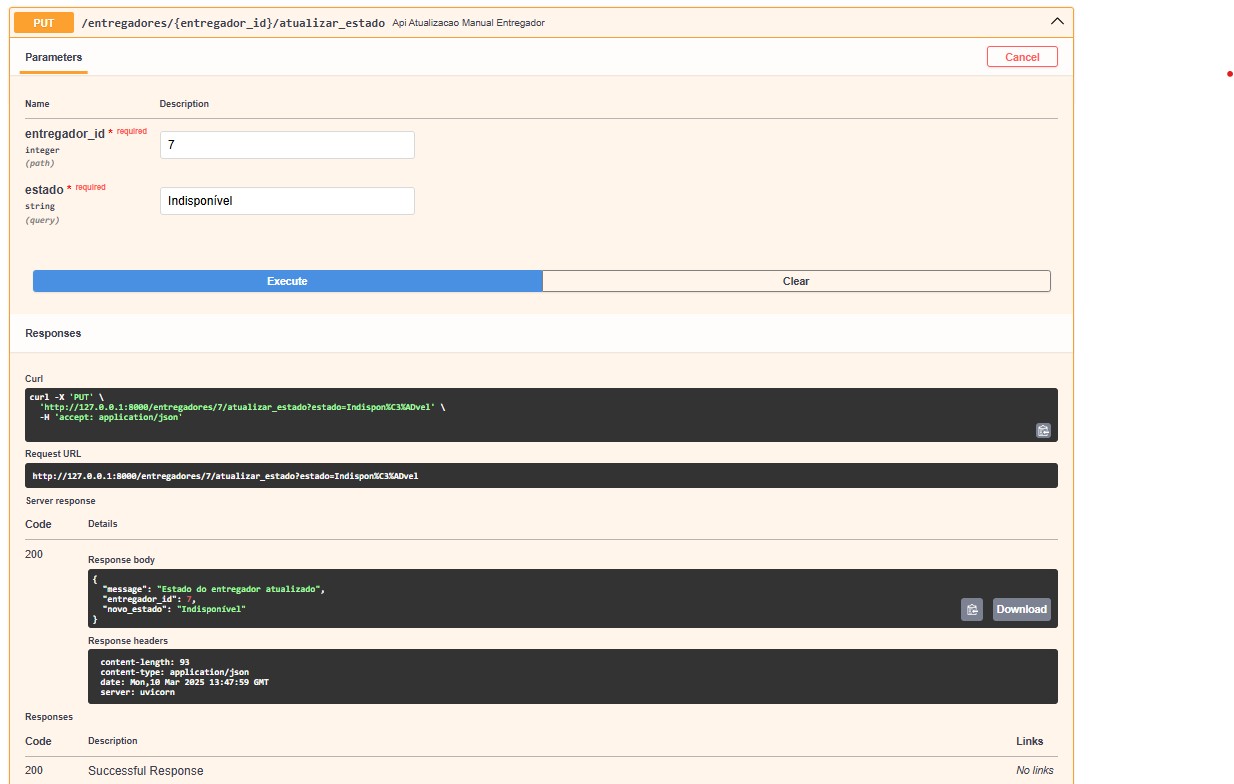 PUT /entregadores/{entregador_id}/atualizar_estado Api Atualizacao Manual Entregador
Parameters
Cancel
Name Description
entregador_id * required
integer
(path)
7
estado * required
string
(query)
Indisponível
Execute Clear
Responses
Curl
curl -X 'PUT' \
'http://127.0.0.1:8000/entregadores/7/atualizar_estado?estado=Indispon%C3%ADvel' \
-H 'accept: application/json'
Request URL
http://127.0.0.1:8000/entregadores/7/atualizar_estado?estado=Indispon%C3%ADvel
Server response
Code Details
200
Response body
{
"message": "Estado do entregador atualizado",
"entregador_id": 7,
"novo_estado": "Indisponível"
}
Download
Response headers
content-length: 93
content-type: application/json
date: Mon,10 Mar 2025 13:47:59 GMT
server: uvicorn
Responses
Code Description Links
200 Successful Response No links